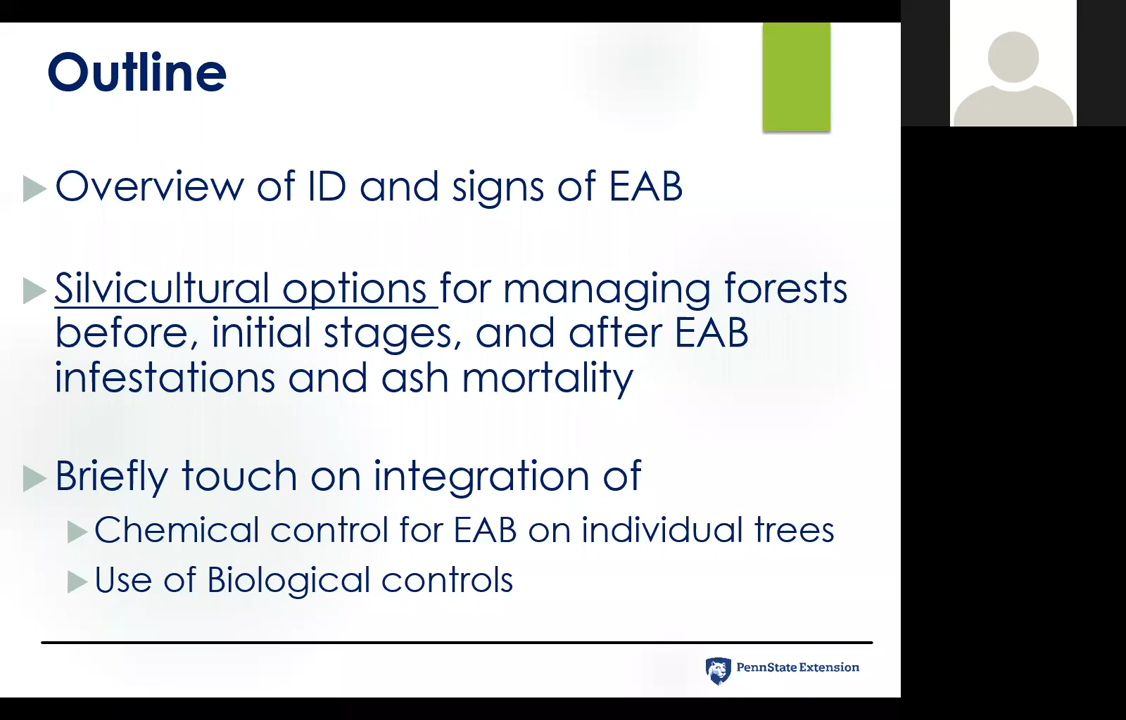 Outline
Overview of ID and signs of EAB
Silvicultural options for managing forests
before, initial stages, and after EAB
infestations and ash mortality
Briefly touch on integration of
Chemical control for EAB on individual trees
Use of Biological controls
PennState Extension